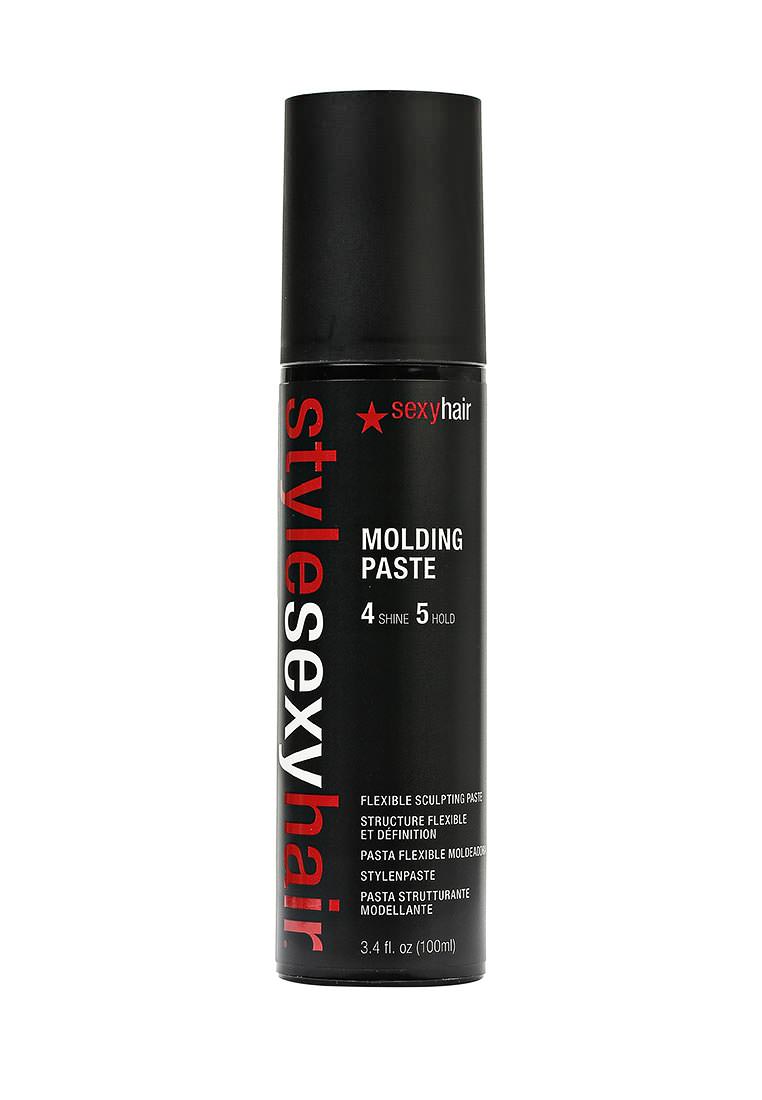 sexyhair
stylesexyhair.
MOLDING
PASTE
4 SHINE 5 HOLD
FLEXIBLE SCULPTING PASTE
STRUCTURE FLEXIBLE
ET DÉFINITION
PASTA FLEXIBLE MOLDEADORA
STYLENPASTE
PASTA STRUTTURANTE
MODELLANTE
3.4 fl. oz (100ml)